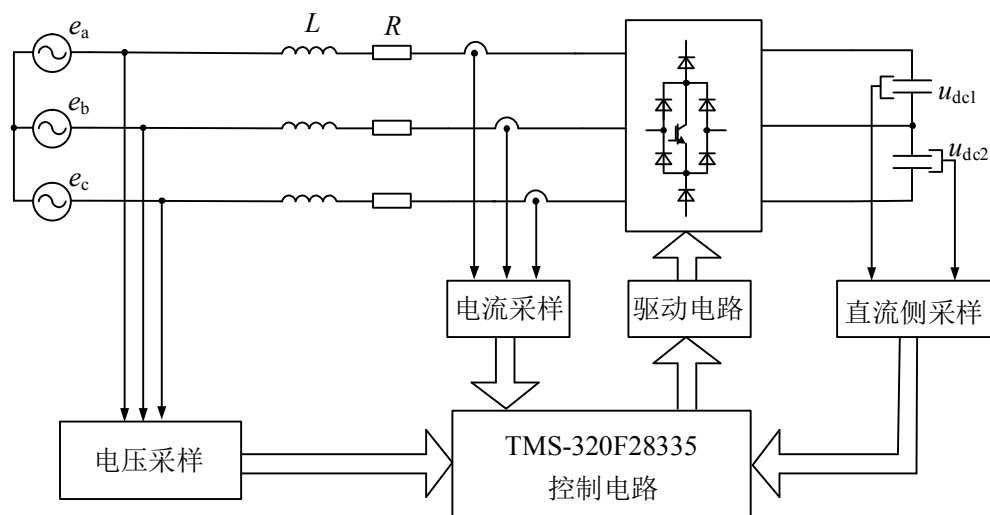 e_a
L
R
e_b
u_dc1
u_dc2
e_c
电流采样
驱动电路
直流侧采样
电压采样
TMS-320F28335
控制电路